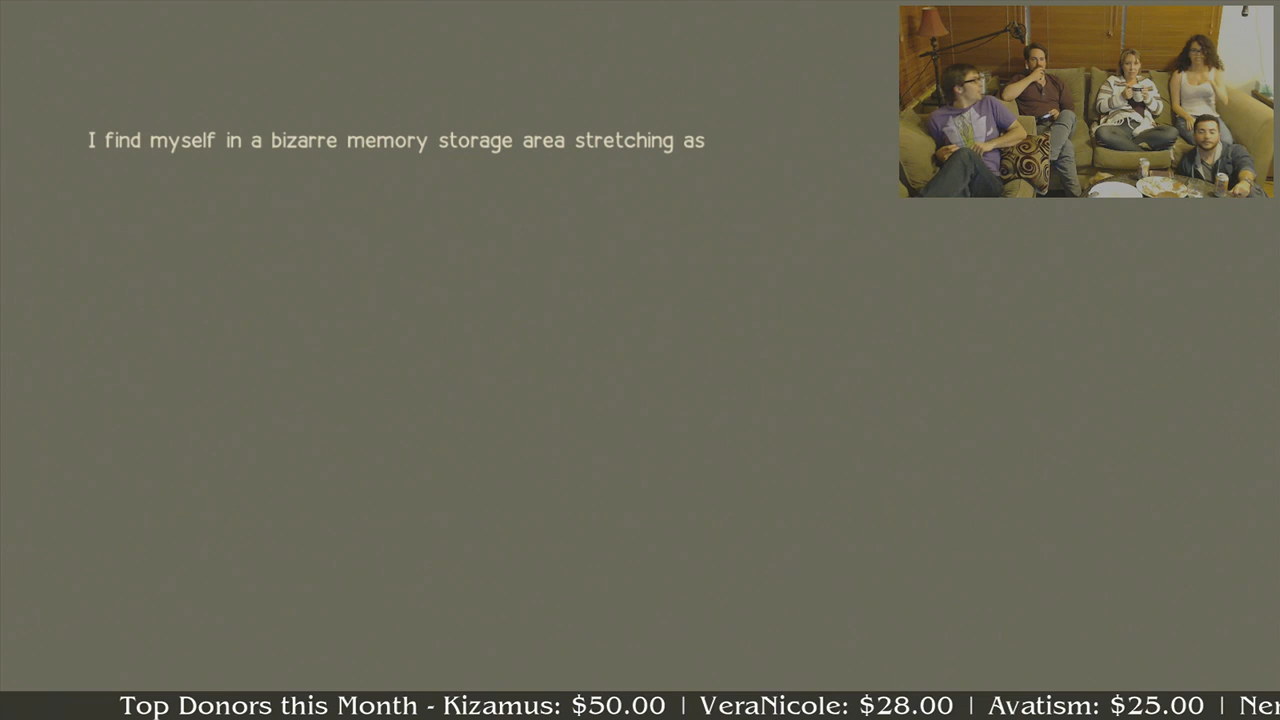 I find myself in a bizarre memory storage area stretching as
Top Donors this Month - Kizamus: $50.00 | VeraNicole: $28.00 | Avatism: $25.00 |